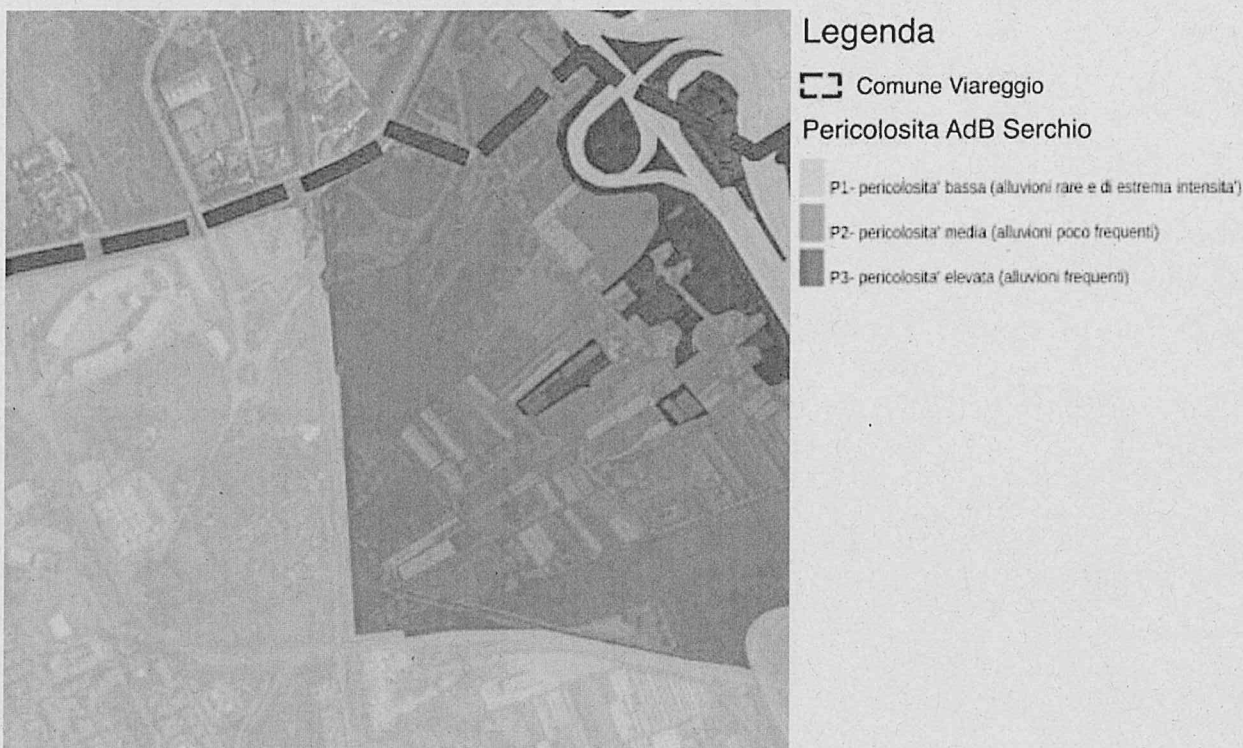 Legenda
Comune Viareggio
Pericolosita AdB Serchio
P1- pericolosita' bassa (alluvioni rare e di estrema intensita')
P2- pericolosita' media (alluvioni poco frequenti)
P3- pericolosita' elevata (alluvioni frequenti)